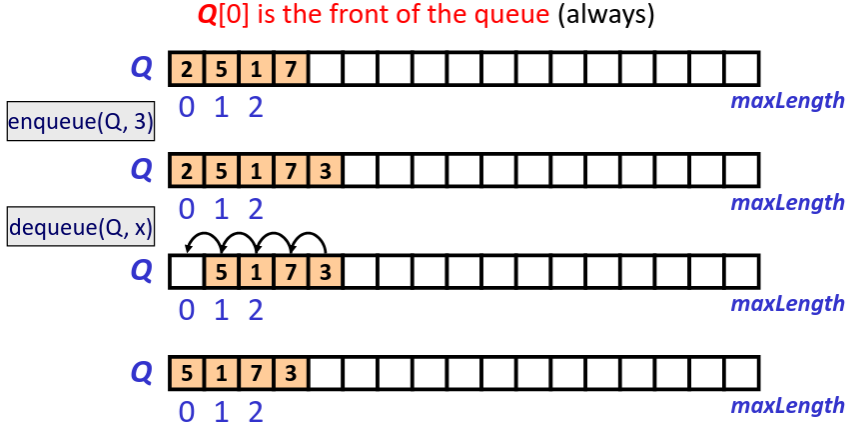 Q[0] is the front of the queue (always)
Q 2 5 1 7
0 1 2 maxLength
enqueue(Q, 3)
Q 2 5 1 7 3
0 1 2 maxLength
dequeue(Q, x)
Q 5 1 7 3
0 1 2 maxLength
Q 5 1 7 3
0 1 2 maxLength